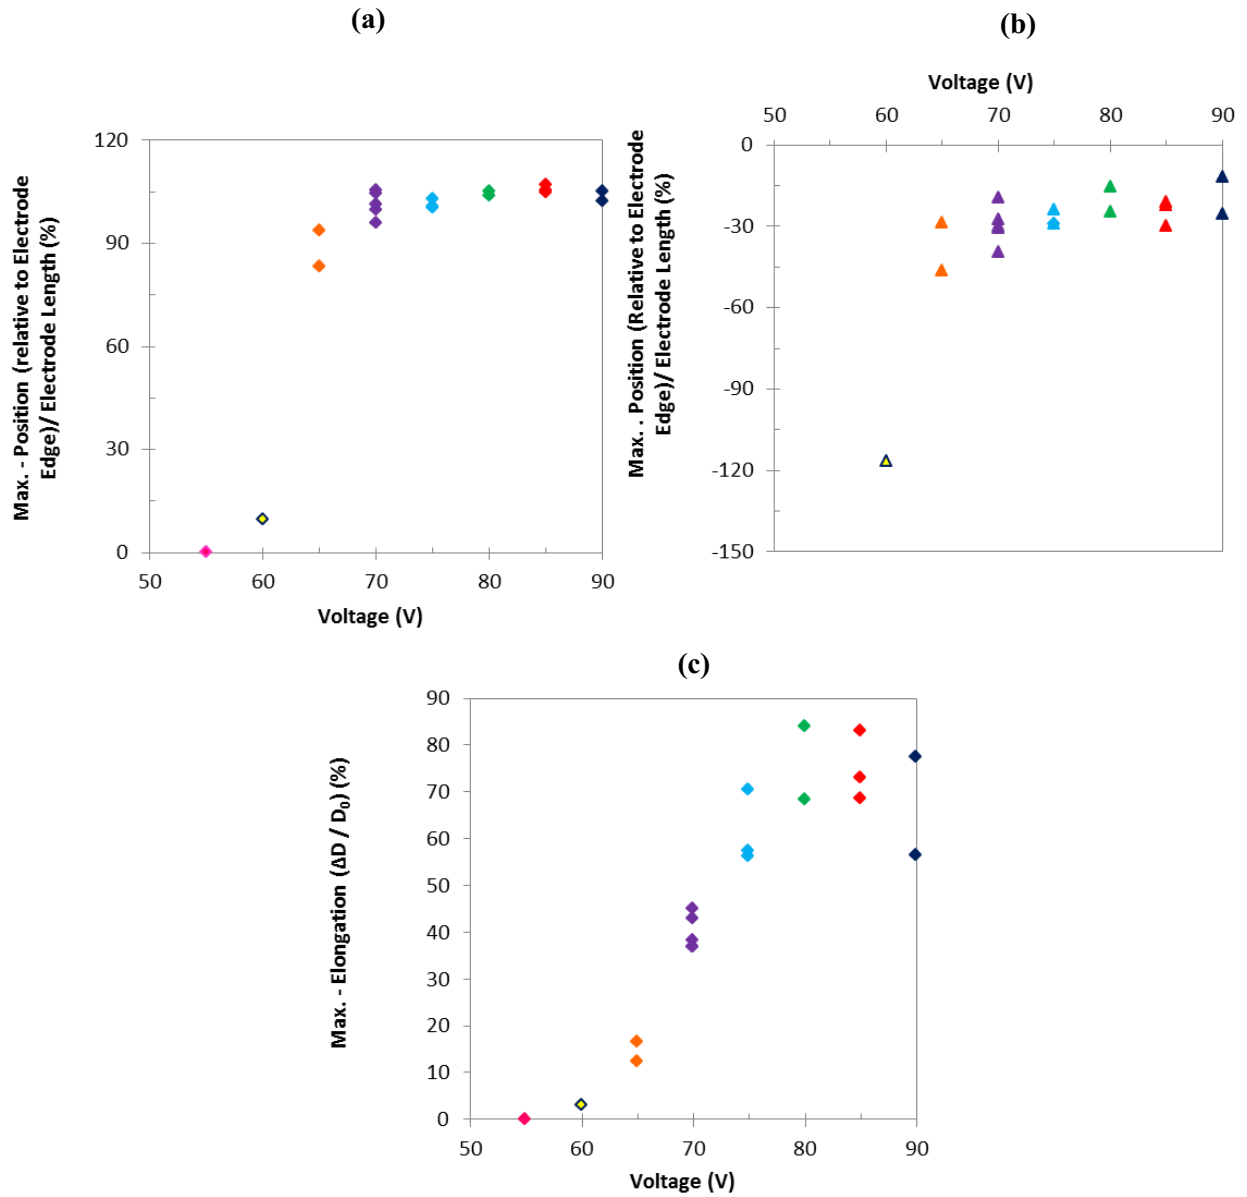 (a)
Max. - Position (relative to Electrode
Edge)/ Electrode Length (%)
120
90
60
30
0
50 60 70 80 90
Voltage (V)
(b)
Voltage (V)
50 60 70 80 90
Max. . Position (Relative to Electrode
Edge)/ Electrode Length (%)
0
-30
-60
-90
-120
-150
(c)
Max. - Elongation (ΔD / D₀) (%)
90
80
70
60
50
40
30
20
10
0
50 60 70 80 90
Voltage (V)